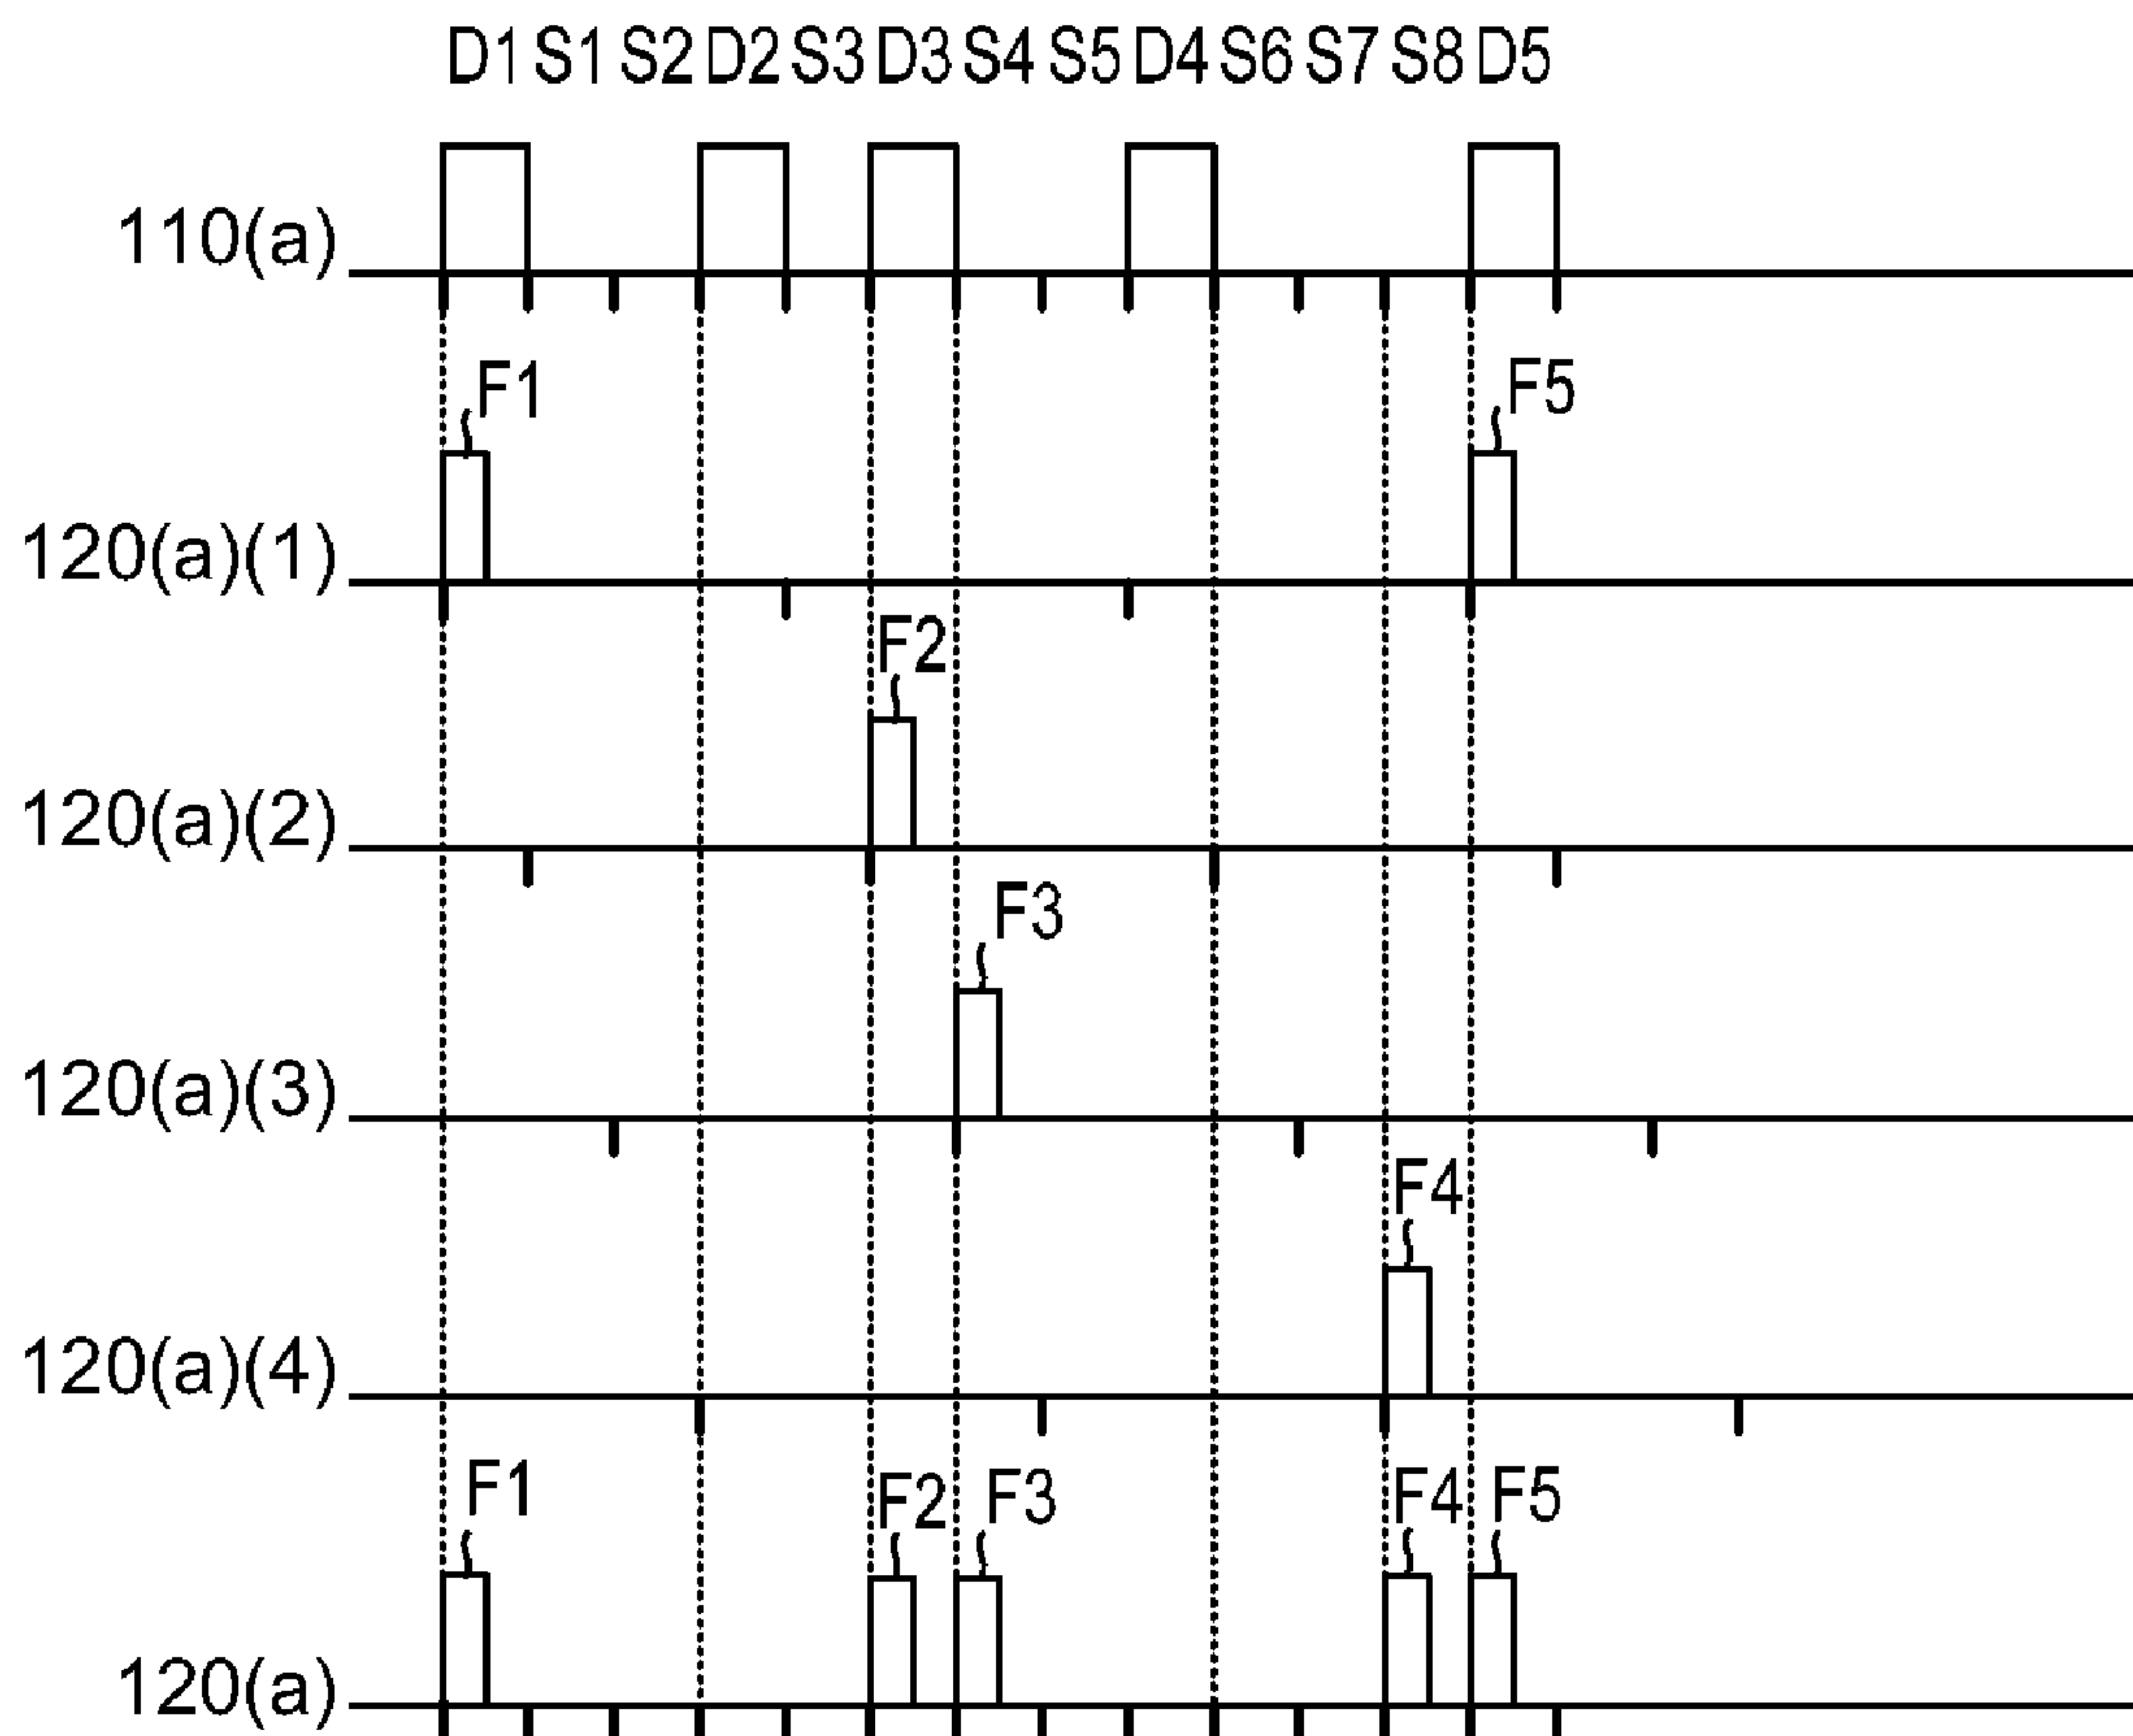 D1 S1 S2 D2 S3 D3 S4 S5 D4 S6 S7 S8 D5
110(a)
F1
F5
120(a)(1)
F2
120(a)(2)
F3
120(a)(3)
F4
120(a)(4)
F1
F2
F3
F4
F5
120(a)